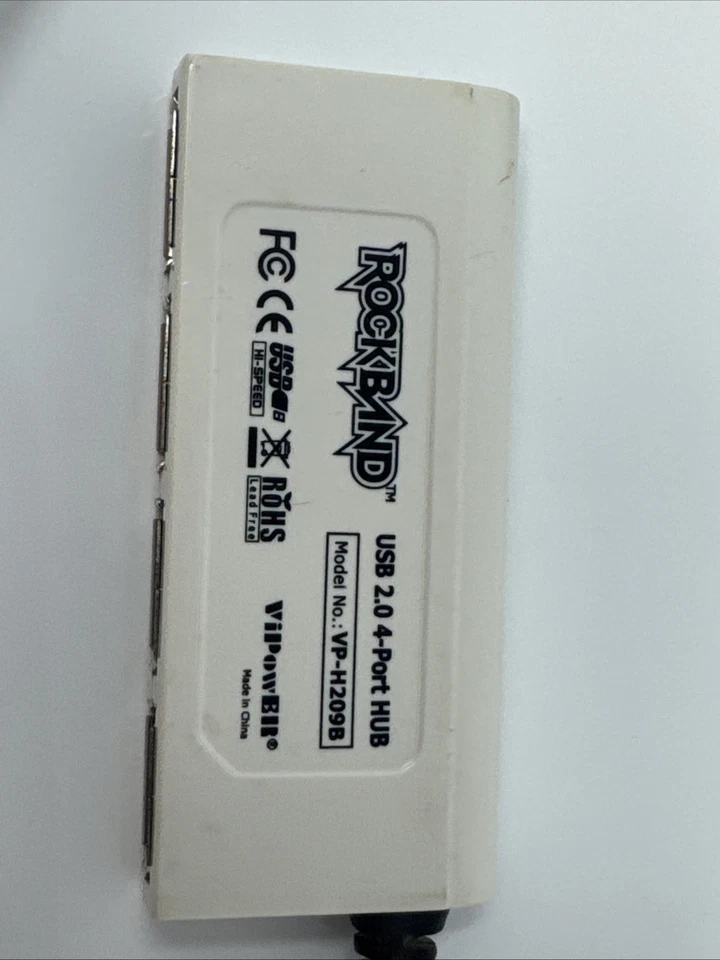 ROCKBAND™
USB 2.0 4-Port HUB
Model No.: VP-H209B
FC CE USB HI-SPEED RoHS Lead Free
ViPowER®
Made in China